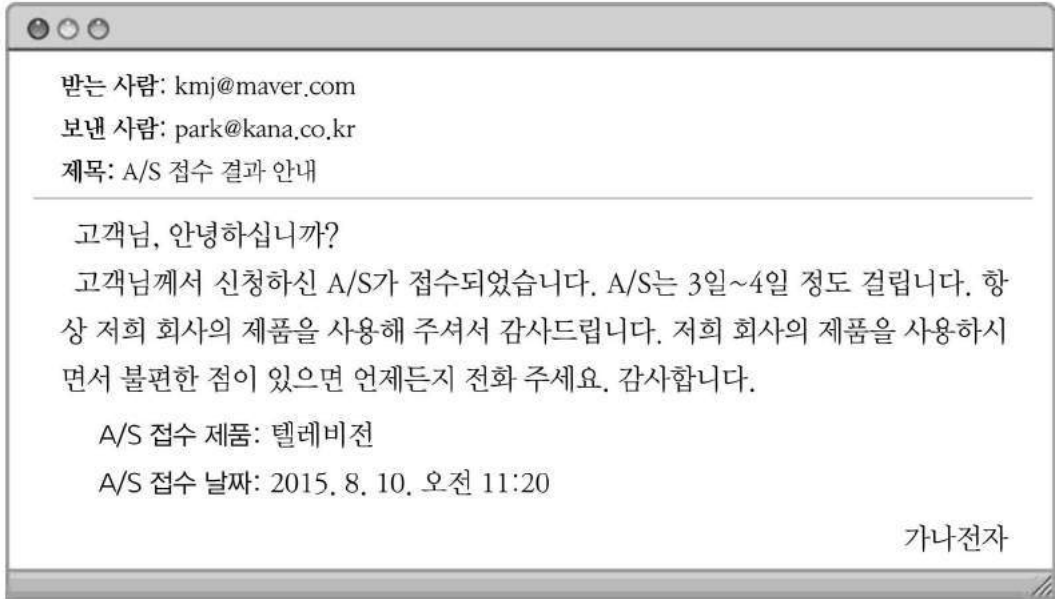 받는 사람: kmj@maver.com
보낸 사람: park@kana.co.kr
제목: A/S 접수 결과 안내
고객님, 안녕하십니까?
고객님께서 신청하신 A/S가 접수되었습니다. A/S는 3일~4일 정도 걸립니다. 항
상 저희 회사의 제품을 사용해 주셔서 감사드립니다. 저희 회사의 제품을 사용하시
면서 불편한 점이 있으면 언제든지 전화 주세요. 감사합니다.
A/S 접수 제품: 텔레비전
A/S 접수 날짜: 2015. 8. 10. 오전 11:20
가나전자